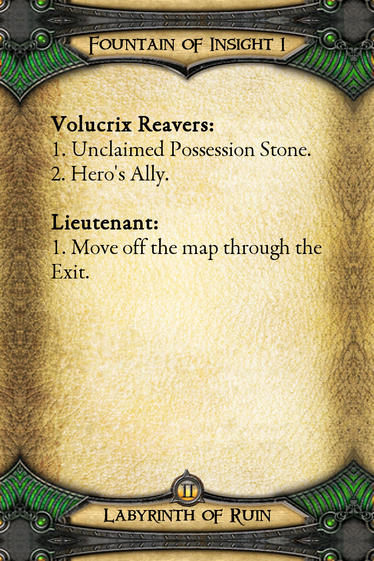 Fountain of Insight 1
Volucrix Reavers:
1. Unclaimed Possession Stone.
2. Hero's Ally.
Lieutenant:
1. Move off the map through the
Exit.
II
Labyrinth of Ruin